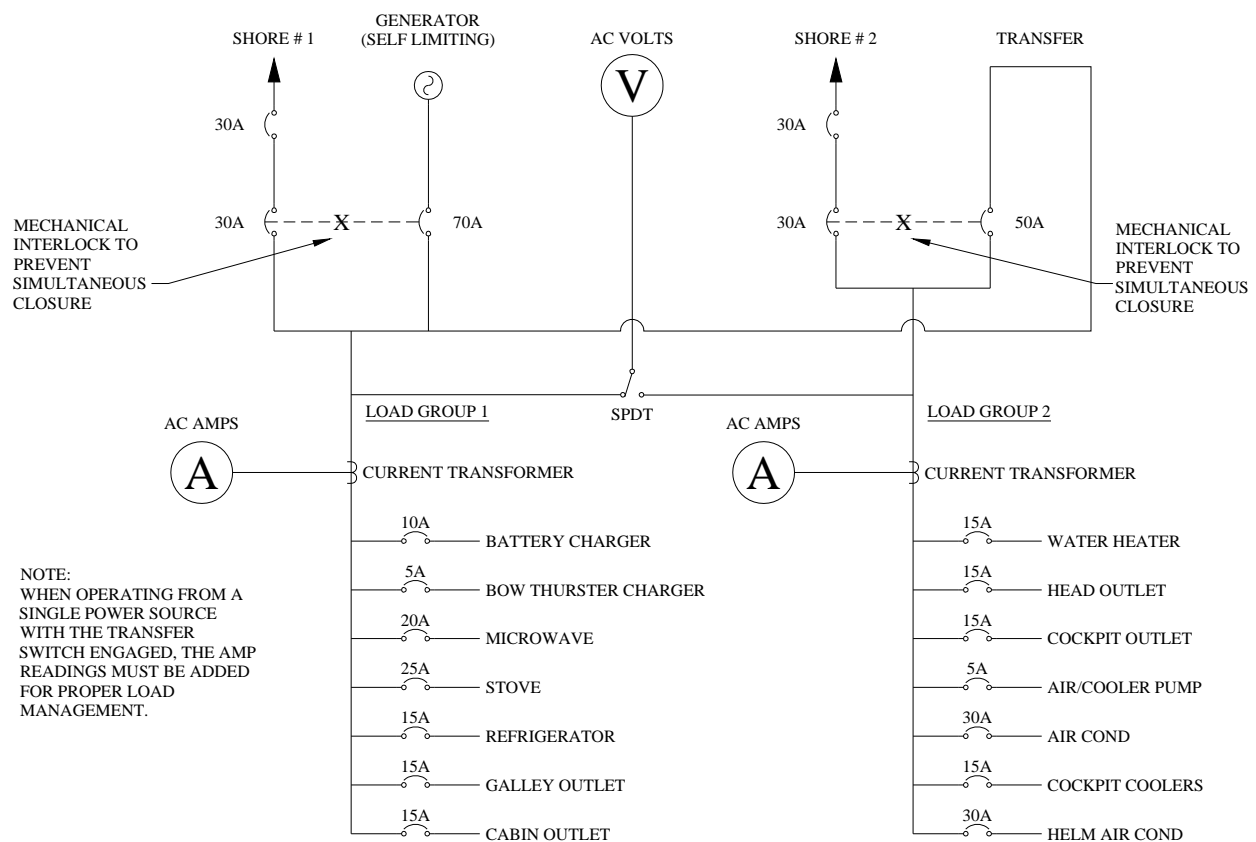 SHORE # 1
GENERATOR
(SELF LIMITING)
AC VOLTS
SHORE # 2
TRANSFER
V
30A
30A
30A
X
70A
30A
X
50A
MECHANICAL
INTERLOCK TO
PREVENT
SIMULTANEOUS
CLOSURE
MECHANICAL
INTERLOCK TO
PREVENT
SIMULTANEOUS
CLOSURE
SPDT
LOAD GROUP 1
LOAD GROUP 2
AC AMPS
A
CURRENT TRANSFORMER
AC AMPS
A
CURRENT TRANSFORMER
10A
BATTERY CHARGER
5A
BOW THURSTER CHARGER
20A
MICROWAVE
25A
STOVE
15A
REFRIGERATOR
15A
GALLEY OUTLET
15A
CABIN OUTLET
15A
WATER HEATER
15A
HEAD OUTLET
15A
COCKPIT OUTLET
5A
AIR/COOLER PUMP
30A
AIR COND
15A
COCKPIT COOLERS
30A
HELM AIR COND
NOTE:
WHEN OPERATING FROM A
SINGLE POWER SOURCE
WITH THE TRANSFER
SWITCH ENGAGED, THE AMP
READINGS MUST BE ADDED
FOR PROPER LOAD
MANAGEMENT.